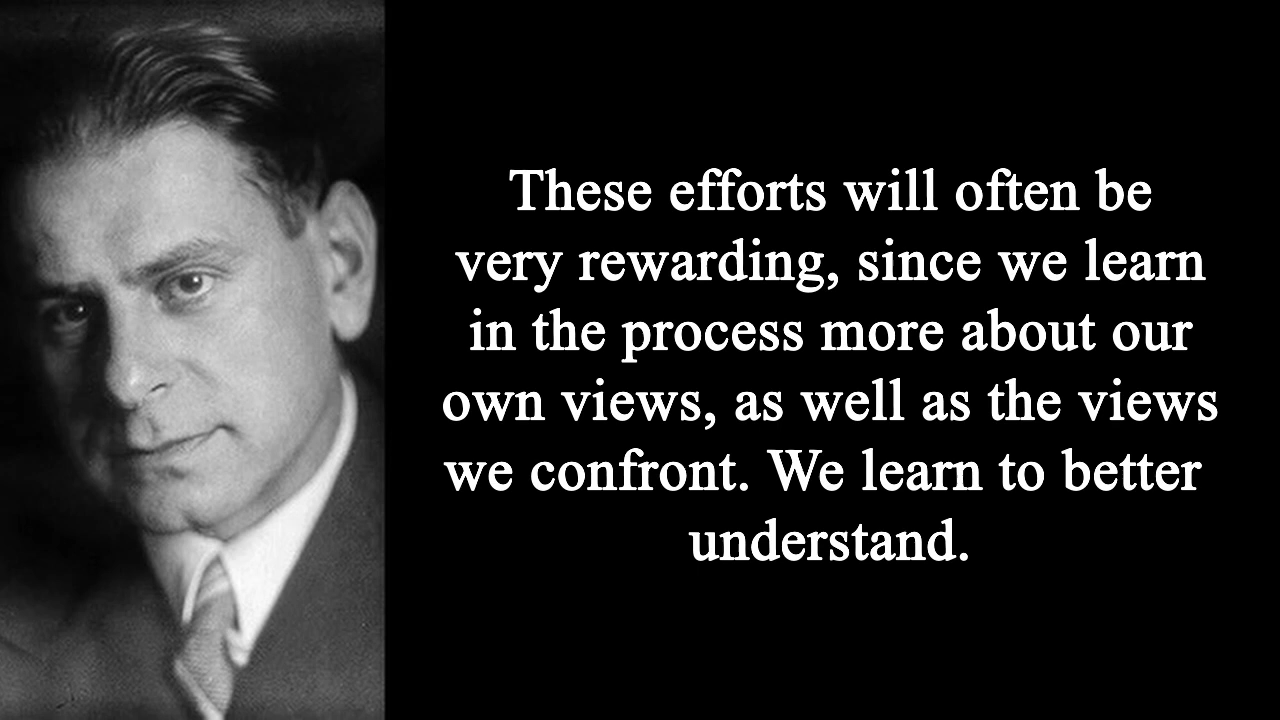 These efforts will often be
very rewarding, since we learn
in the process more about our
own views, as well as the views
we confront. We learn to better
understand.